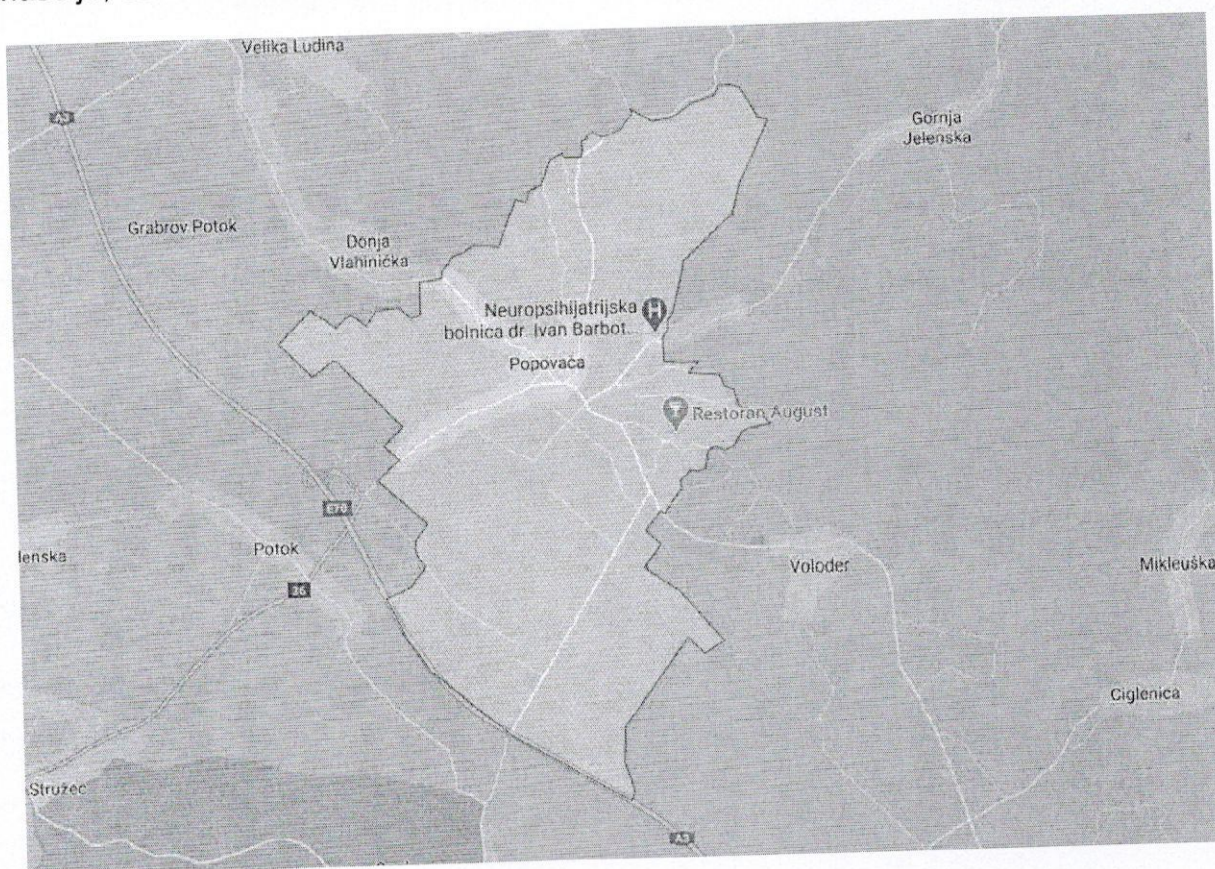 Velika Ludina
A3
Gornja
Jelenska
Grabrov Potok
Donja
Vlahinićka
Neuropsihijatrijska
bolnica dr. Ivan Barbot...
H
Popovača
Restoran August
E70
lenska
Potok
Voloder
Mikleuška
36
Ciglenica
Stružec
A3